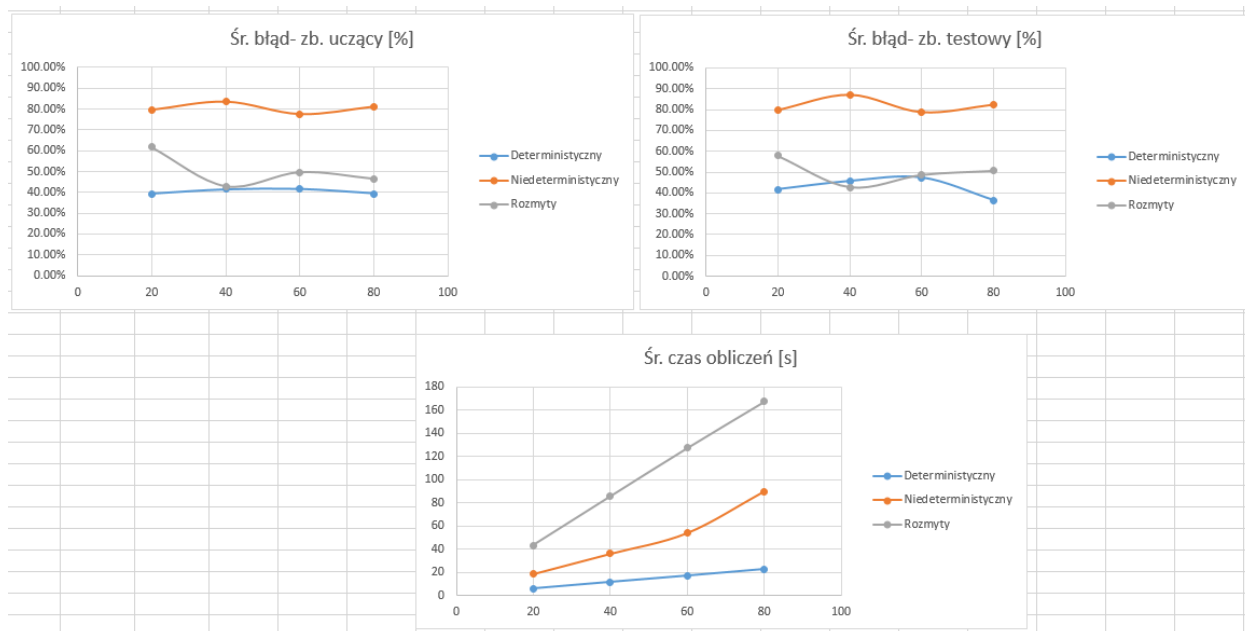 Śr. błąd- zb. uczący [%]
100.00%
90.00%
80.00%
70.00%
60.00%
50.00%
40.00%
30.00%
20.00%
10.00%
0.00%
0 20 40 60 80 100
Deterministyczny
Niedeterministyczny
Rozmyty
Śr. błąd- zb. testowy [%]
100.00%
90.00%
80.00%
70.00%
60.00%
50.00%
40.00%
30.00%
20.00%
10.00%
0.00%
0 20 40 60 80 100
Deterministyczny
Niedeterministyczny
Rozmyty
Śr. czas obliczeń [s]
180
160
140
120
100
80
60
40
20
0
0 20 40 60 80 100
Deterministyczny
Niedeterministyczny
Rozmyty